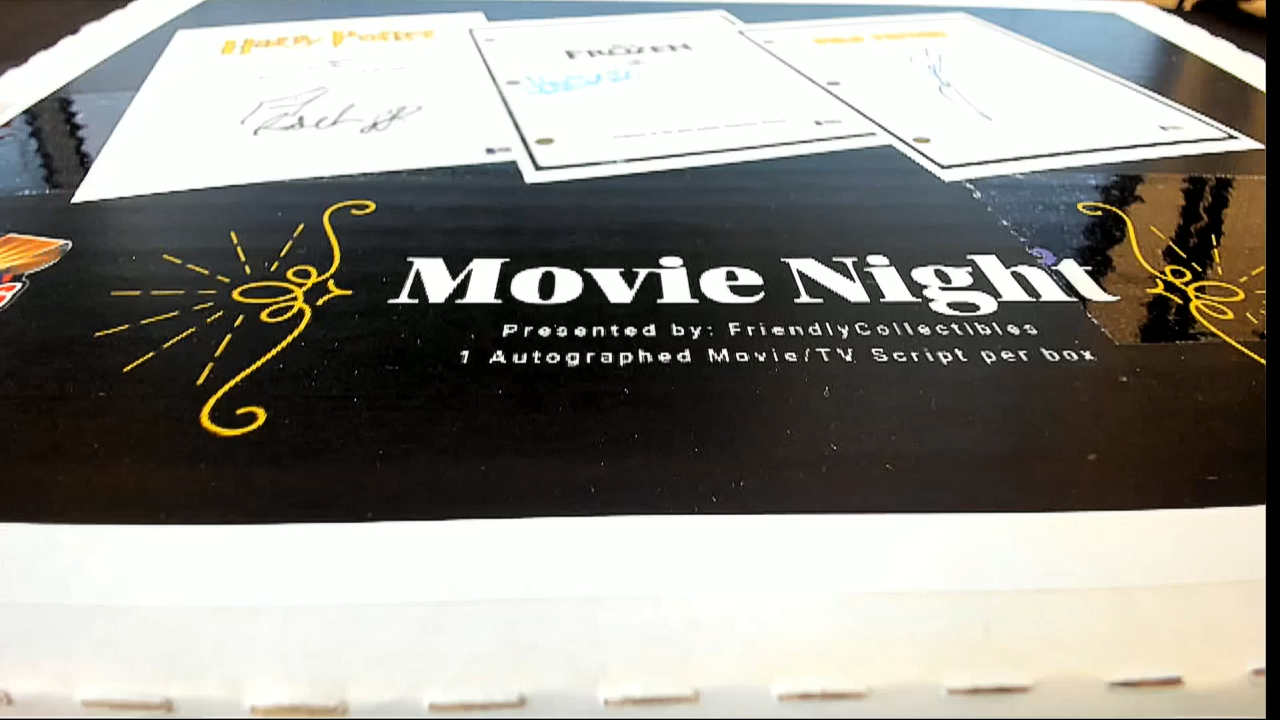 Harry Potter
FROZEN
Movie Night
Presented by: FriendlyCollectibles
1 Autographed Movie/TV Script per box